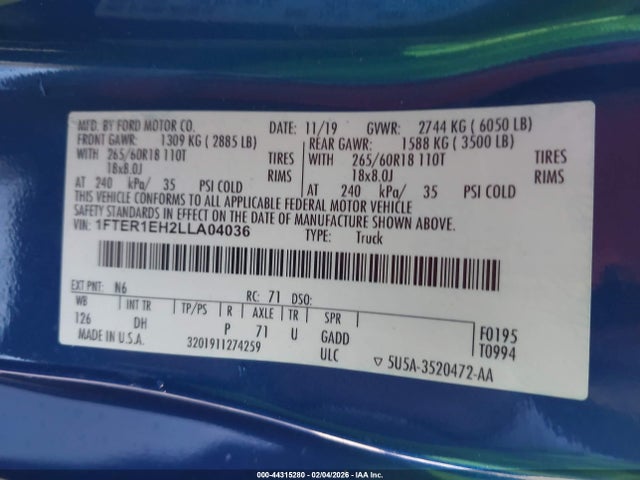 MFD. BY FORD MOTOR CO. DATE: 11/19 GVWR: 2744 KG ( 6050 LB)
FRONT GAWR: 1309 KG ( 2885 LB) REAR GAWR: 1588 KG ( 3500 LB)
WITH 265/60R18 110T TIRES WITH 265/60R18 110T TIRES
18x8.0J RIMS 18x8.0J RIMS
AT 240 kPa/ 35 PSI COLD AT 240 kPa/ 35 PSI COLD
THIS VEHICLE CONFORMS TO ALL APPLICABLE FEDERAL MOTOR VEHICLE
SAFETY STANDARDS IN EFFECT ON THE DATE OF MANUFACTURE SHOWN ABOVE.
VIN: 1FTER1EH2LLA04036 TYPE: Truck
EXT PNT: N6 RC: 71 DSO:
WB INT TR TP/PS R AXLE TR SPR
126 DH P 71 U GADD F0195
MADE IN U.S.A. 3201911274259 ULC T0994
5U5A-3520472-AA
000-44315280 - 02/04/2026 - IAA Inc.